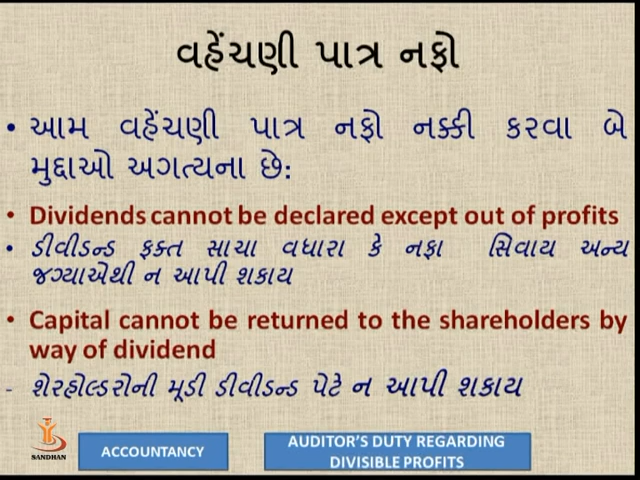 વહેંચણી પાત્ર નફો
• આમ વહેંચણી પાત્ર નફો નક્કી કરવા બે
મુદ્દાઓ અગત્યના છે:
• Dividends cannot be declared except out of profits
• ડીવીડન્ડ ફક્ત સાચા વધારા કે નફા સિવાય અન્ય
જગ્યાએથી ન આપી શકાય
• Capital cannot be returned to the shareholders by
way of dividend
- શેરહોલ્ડરોની મૂડી ડીવીડન્ડ પેટે ન આપી શકાય
SANDHAN
ACCOUNTANCY
AUDITOR'S DUTY REGARDING
DIVISIBLE PROFITS